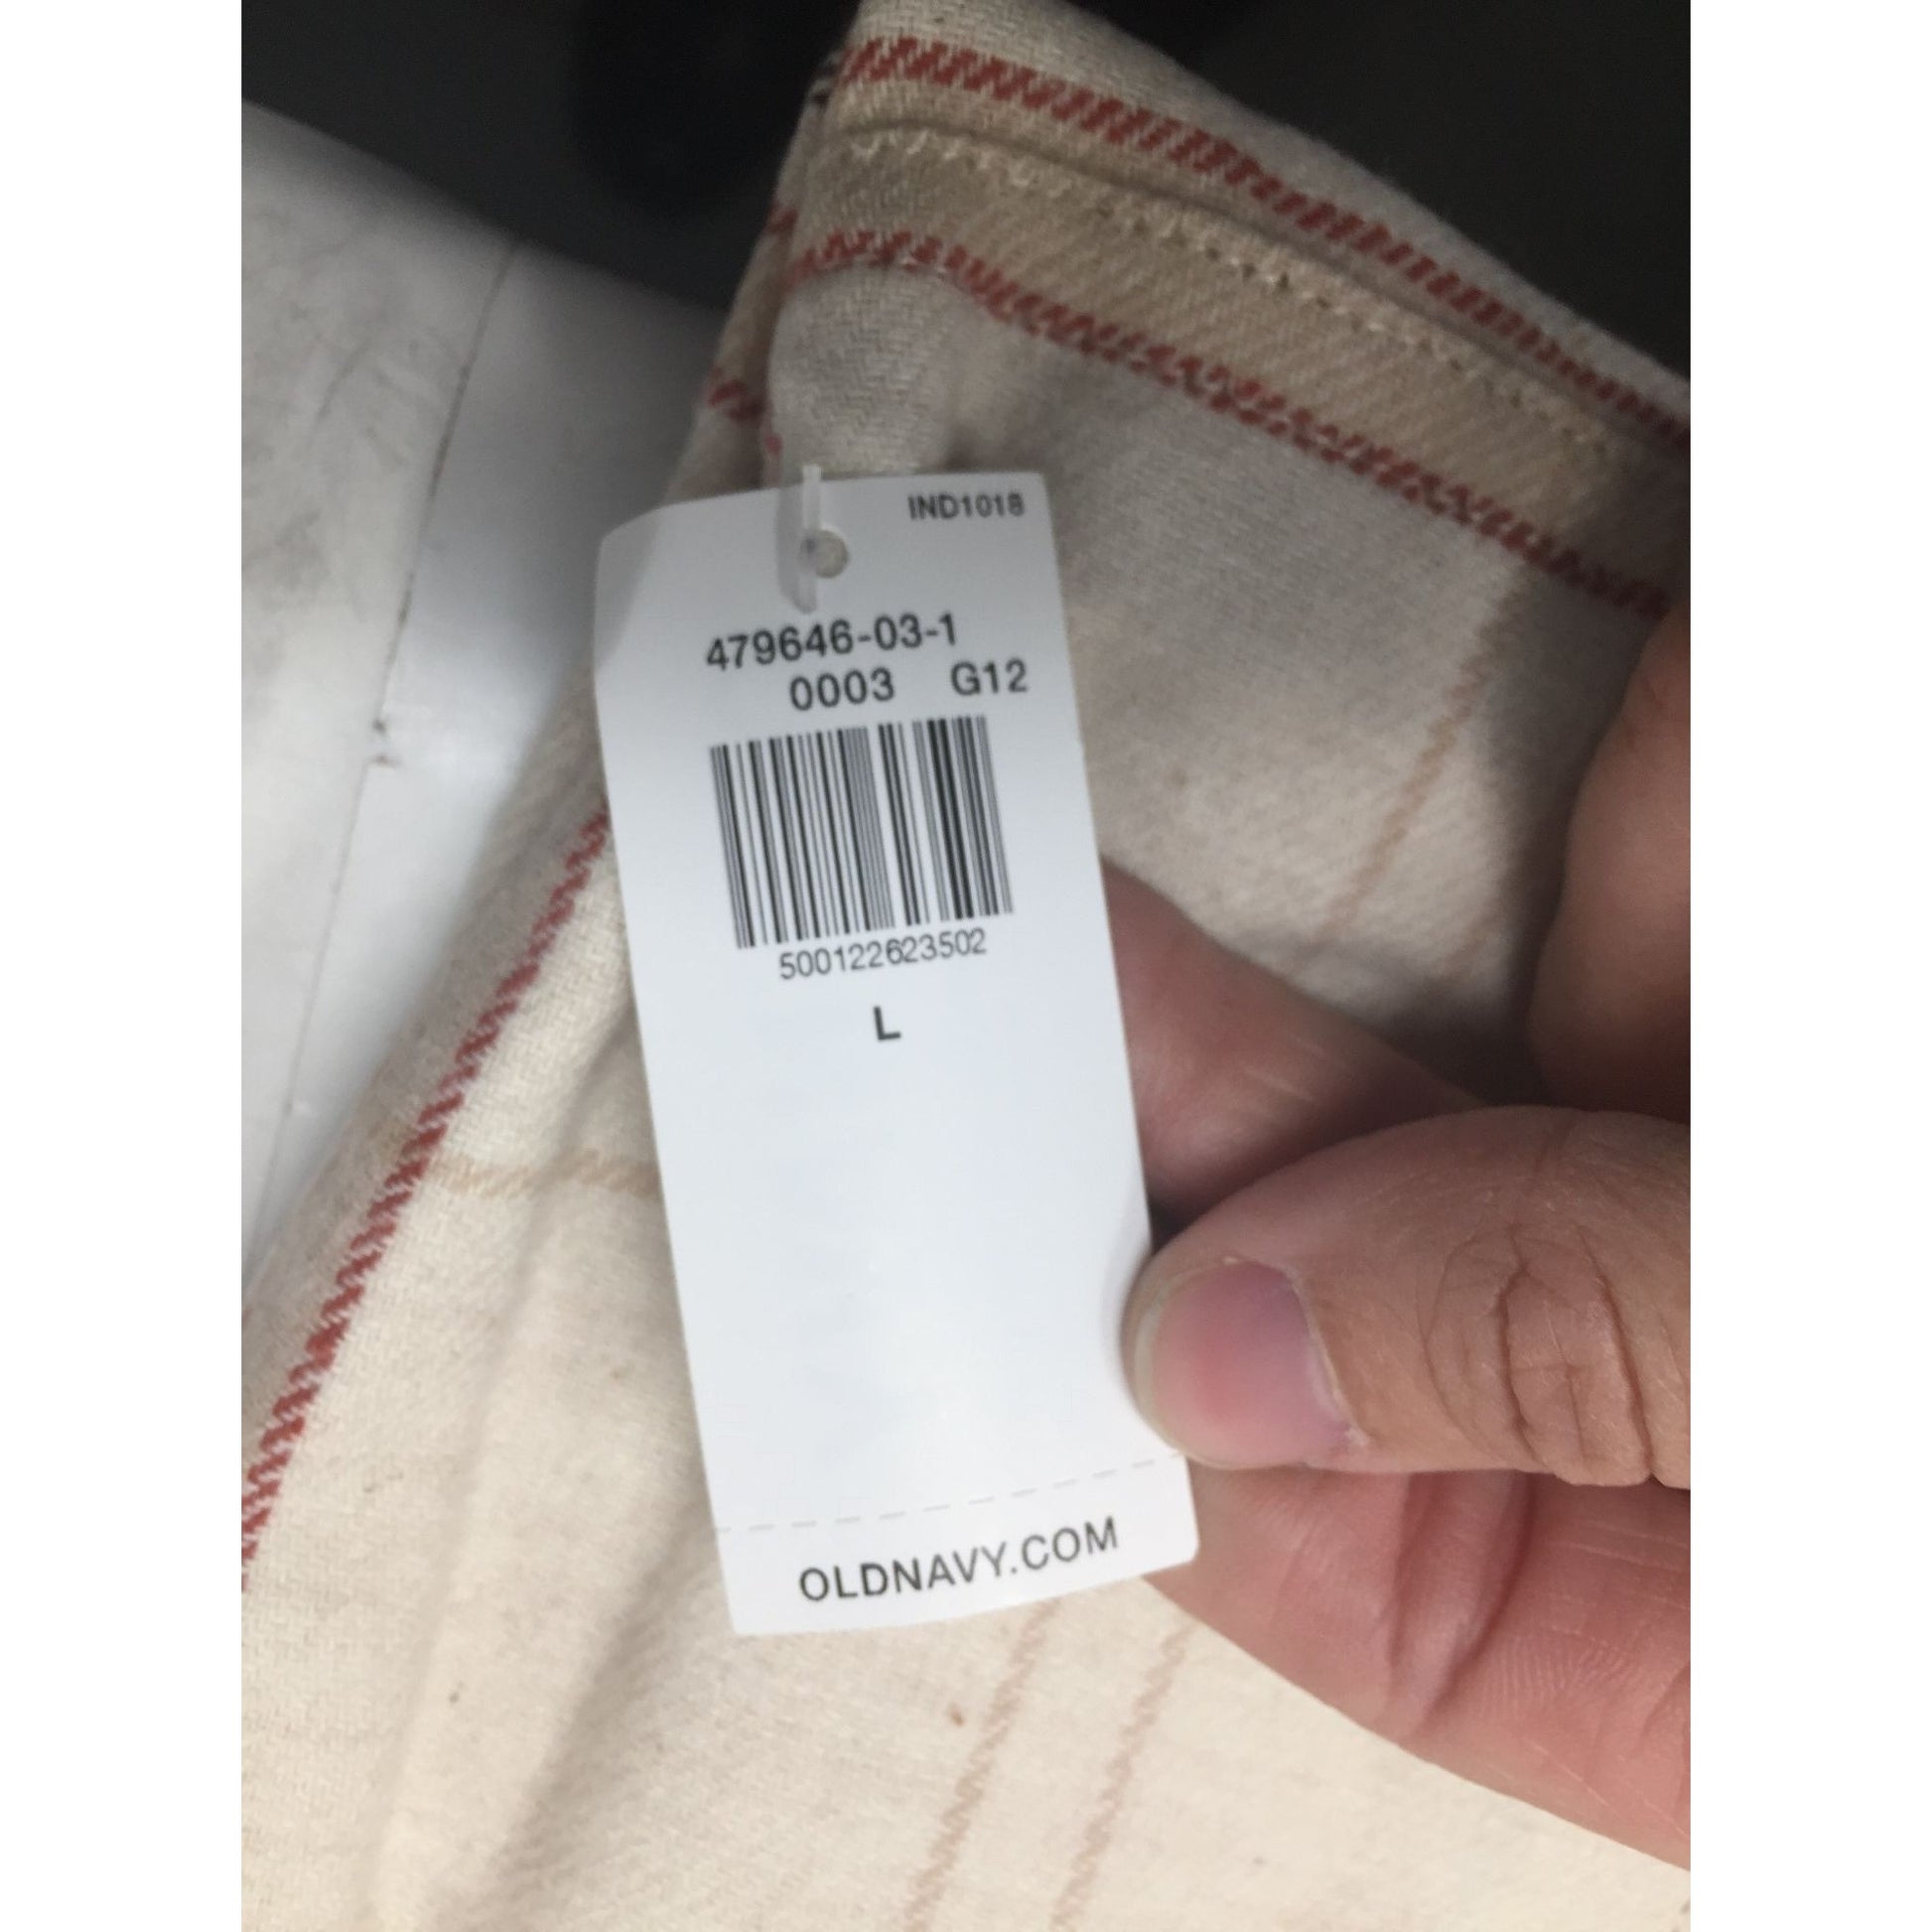 IND1018
479646-03-1
0003 G12
500122623502
L
OLDNAVY.COM